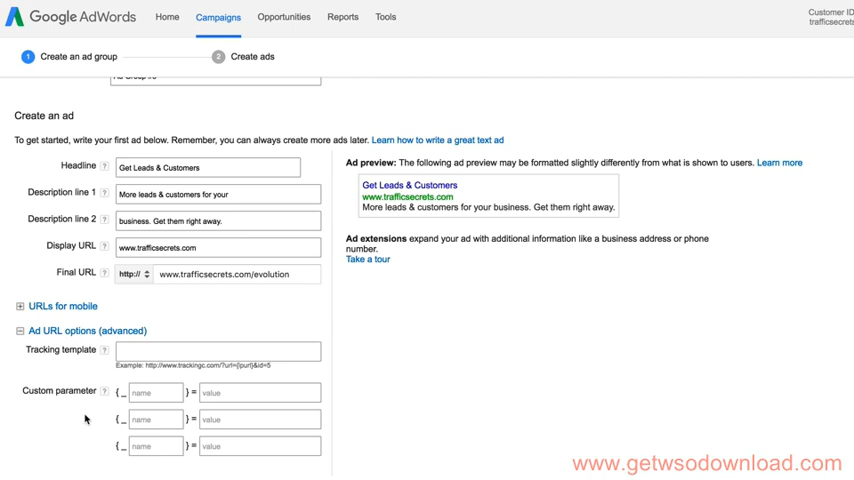 Google AdWords Home Campaigns Opportunities Reports Tools
Customer ID
trafficsecrets
1 Create an ad group 2 Create ads
Create an ad
To get started, write your first ad below. Remember, you can always create more ads later. Learn how to write a great text ad
Headline ? Get Leads & Customers
Description line 1 ? More leads & customers for your
Description line 2 ? business. Get them right away.
Display URL ? www.trafficsecrets.com
Final URL ? http:// www.trafficsecrets.com/evolution
URLs for mobile
Ad URL options (advanced)
Tracking template ?
Example: http://www.trackingc.com/?url={lpurl}&id=5
Custom parameter ? {_ name } = value
{_ name } = value
{_ name } = value
Ad preview: The following ad preview may be formatted slightly differently from what is shown to users. Learn more
Get Leads & Customers
www.trafficsecrets.com
More leads & customers for your business. Get them right away.
Ad extensions expand your ad with additional information like a business address or phone
number.
Take a tour
www.getwsodownload.com